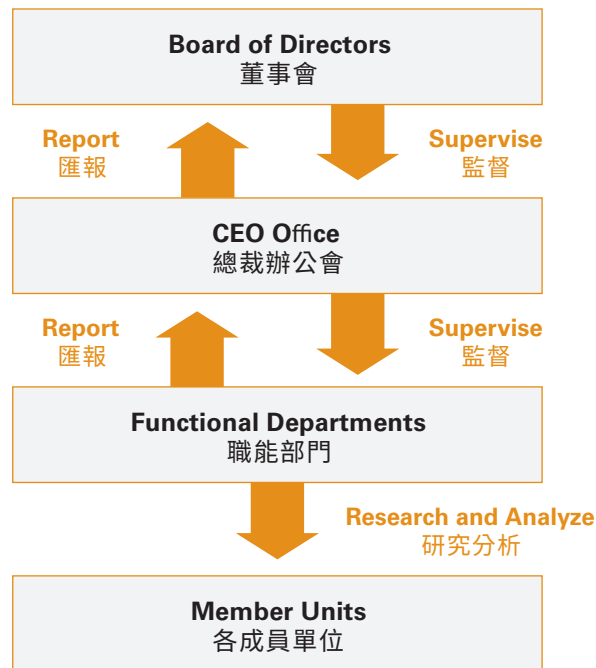 Board of Directors
董事會
Report
匯報
Supervise
監督
CEO Office
總裁辦公會
Report
匯報
Supervise
監督
Functional Departments
職能部門
Research and Analyze
研究分析
Member Units
各成員單位